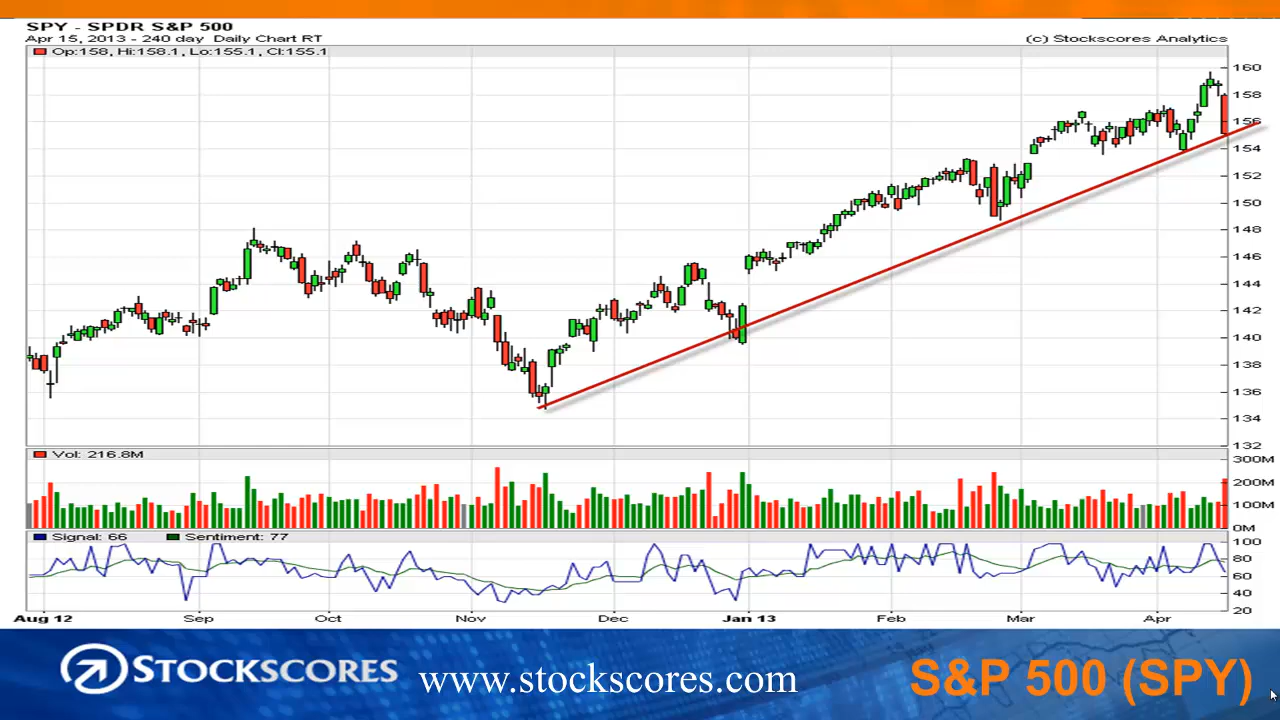 SPY - SPDR S&P 500
Apr 15, 2013 - 240 day Daily Chart RT
(c) Stockscores Analytics
Op:158, Hi:158.1, Lo:155.1, Cl:155.1
160
158
156
154
152
150
148
146
144
142
140
138
136
134
132
Vol: 216.8M
300M
200M
100M
0M
Signal: 66 Sentiment: 77
100
80
60
40
20
Aug 12 Sep Oct Nov Dec Jan 13 Feb Mar Apr
STOCKSCORES
www.stockscores.com
S&P 500 (SPY)